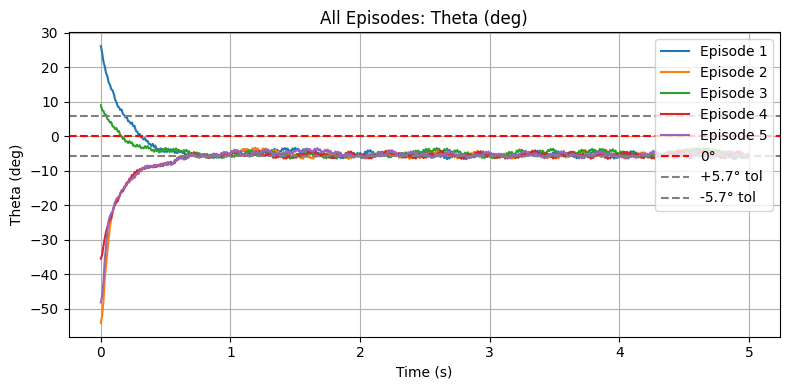 All Episodes: Theta (deg)
Theta (deg)
30
20
10
0
−10
−20
−30
−40
−50
0
1
2
3
4
5
Time (s)
Episode 1
Episode 2
Episode 3
Episode 4
Episode 5
0°
+5.7° tol
-5.7° tol